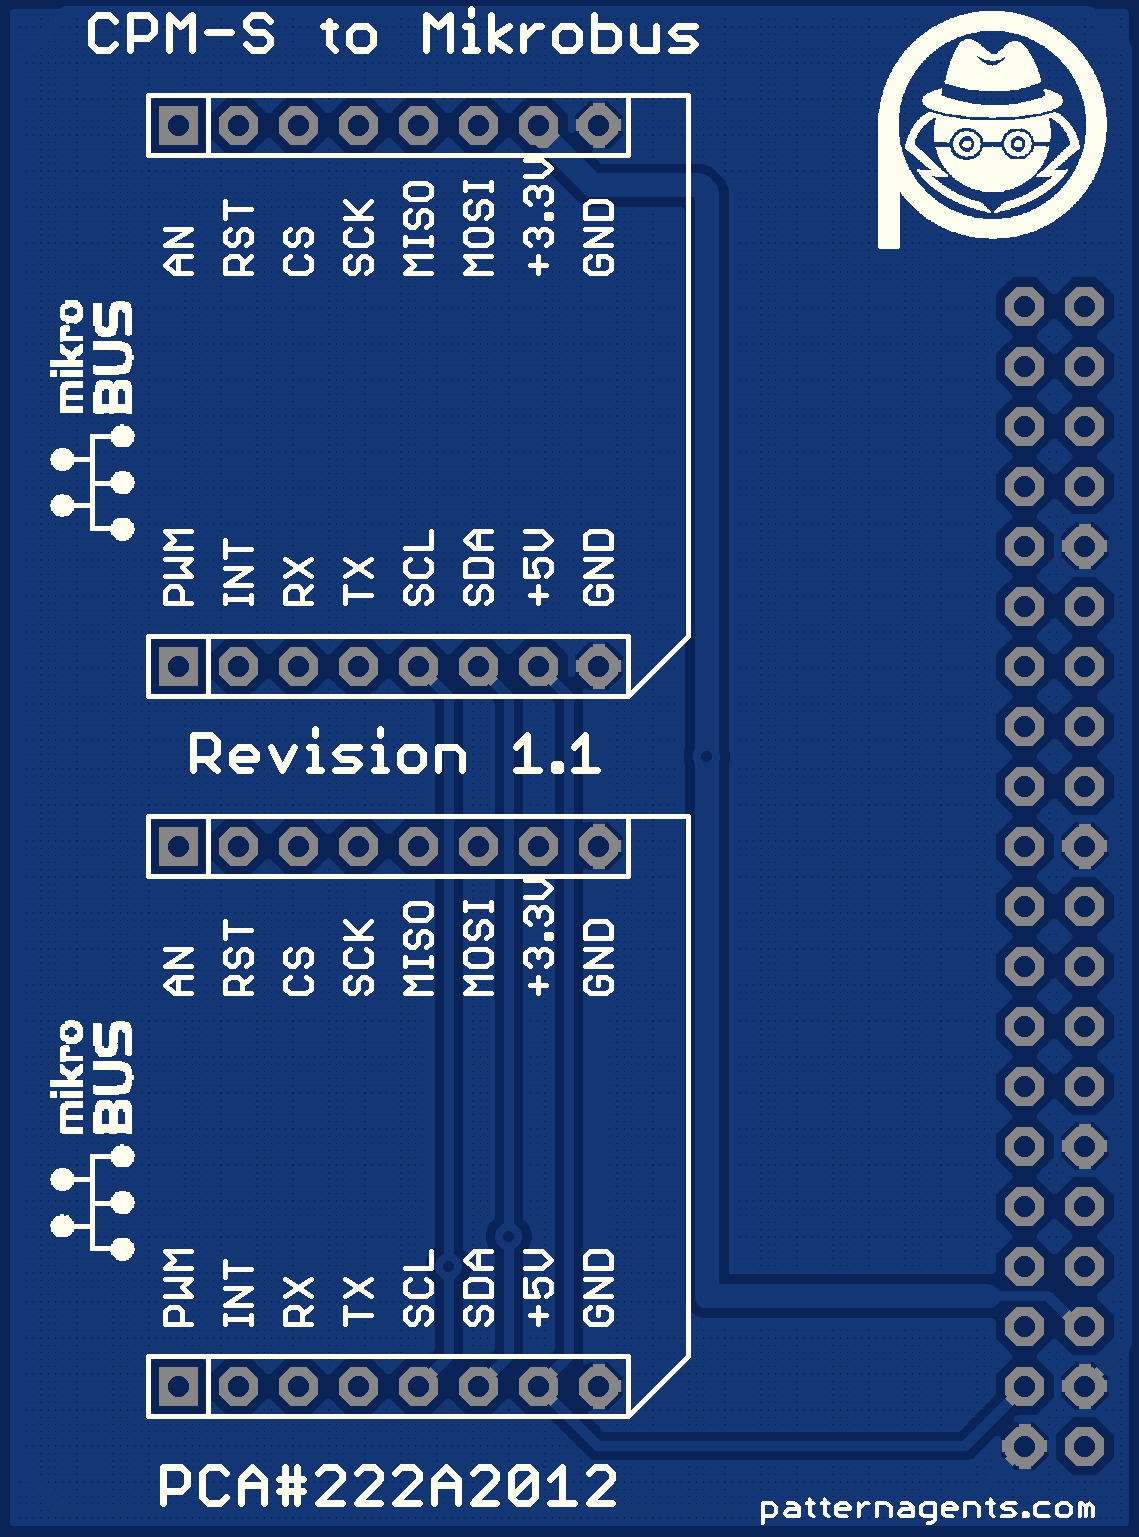 CPM-S to Mikrobus
AN RST CS SCK MISO MOSI +3.3V GND
mikro
BUS
PWM INT RX TX SCL SDA +5V GND
Revision 1.1
AN RST CS SCK MISO MOSI +3.3V GND
mikro
BUS
PWM INT RX TX SCL SDA +5V GND
PCA#222A2012
patternagents.com